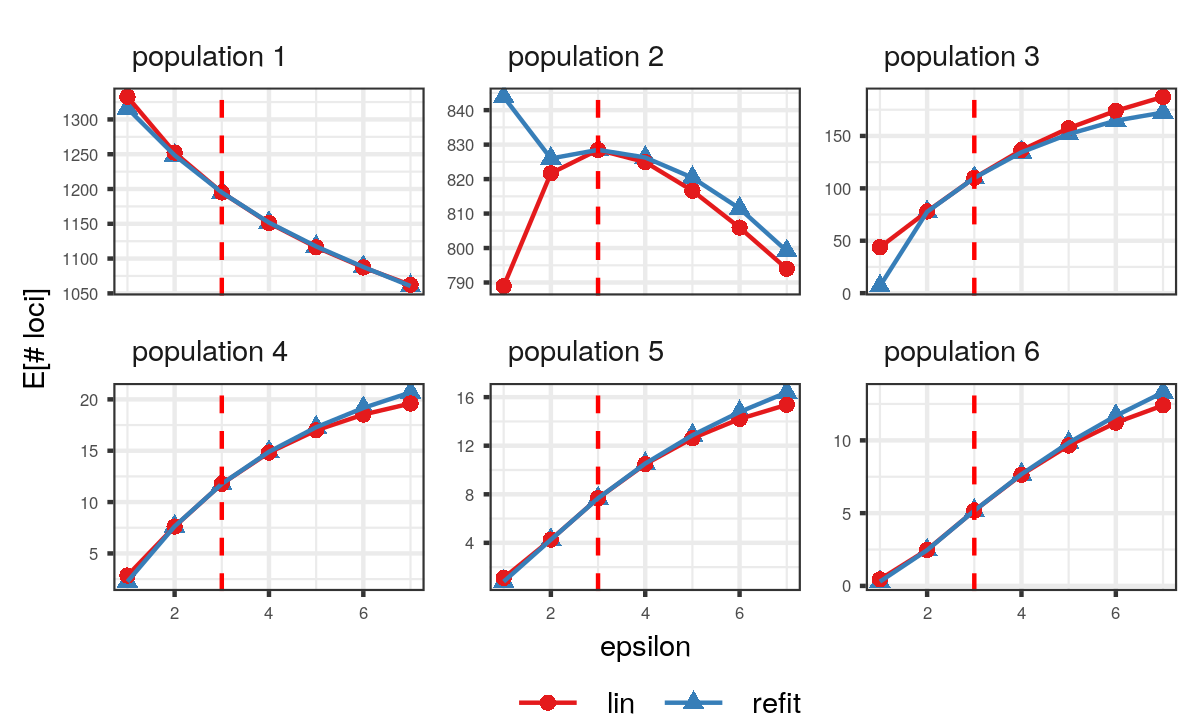 population 1
population 2
population 3
1300
1250
1200
1150
1100
1050
840
830
820
810
800
790
150
100
50
0
E[# loci]
population 4
population 5
population 6
20
15
10
5
16
12
8
4
10
5
0
2 4 6
2 4 6
2 4 6
epsilon
lin refit